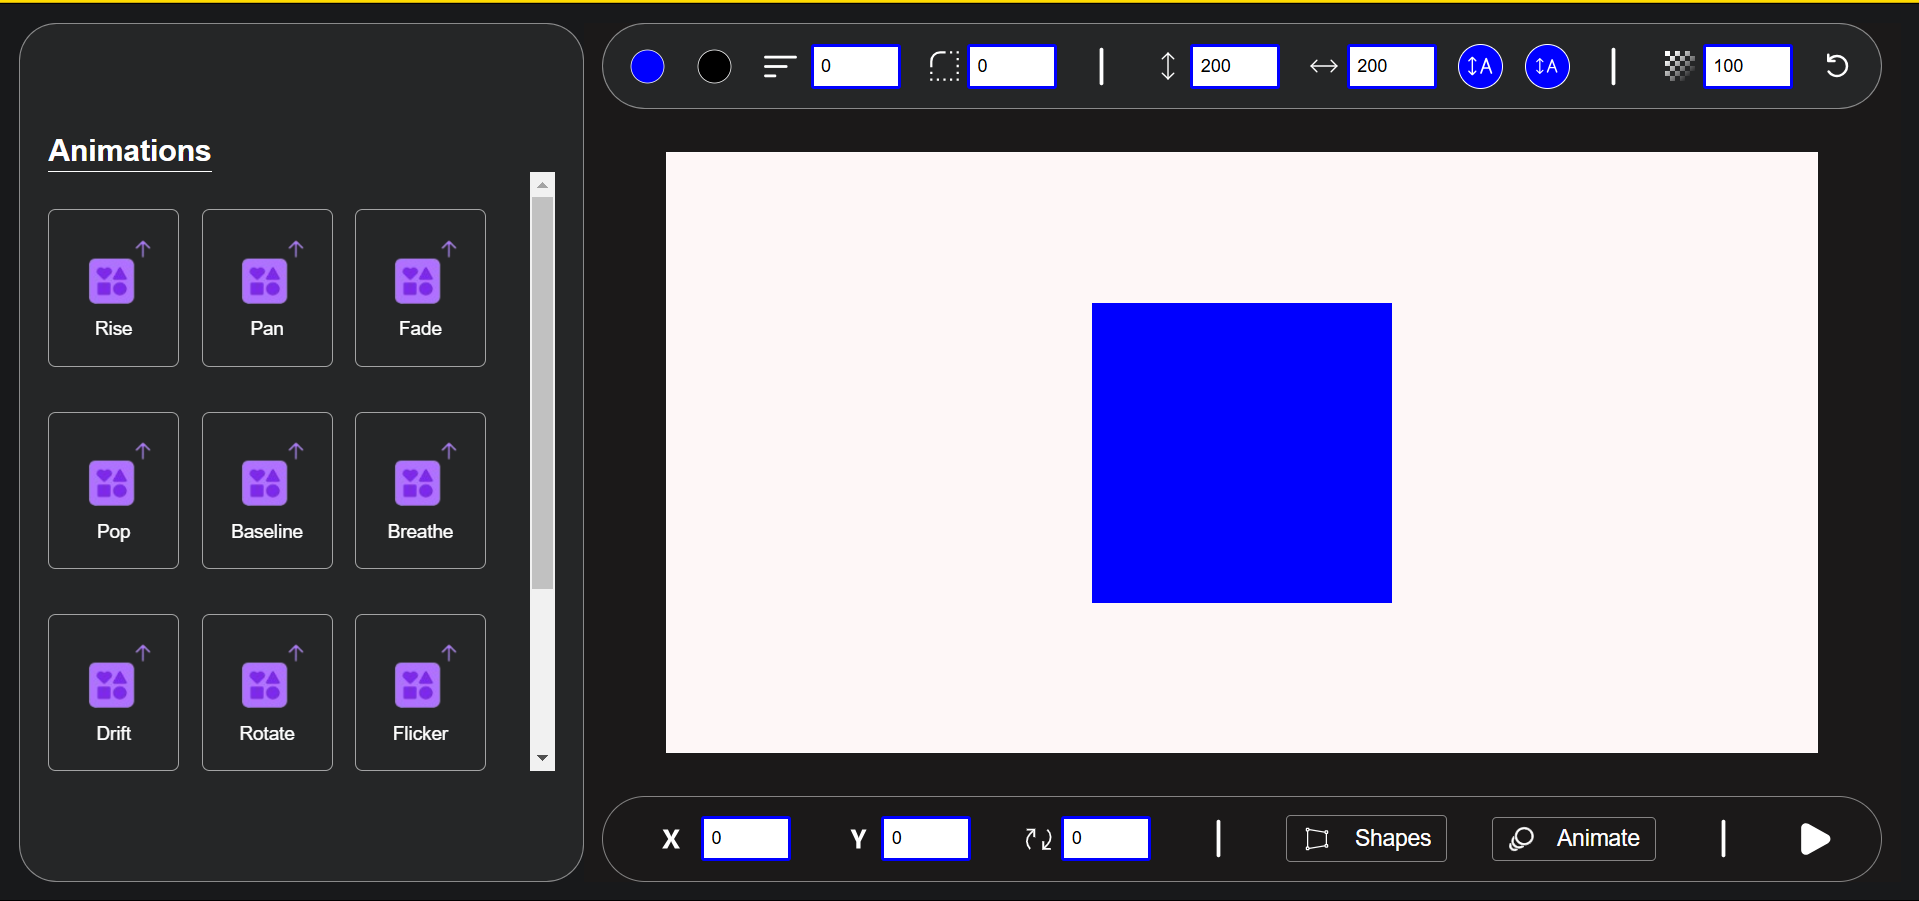 0
0
200
200
A
A
100
Animations
Rise
Pan
Fade
Pop
Baseline
Breathe
Drift
Rotate
Flicker
X
0
Y
0
0
Shapes
Animate